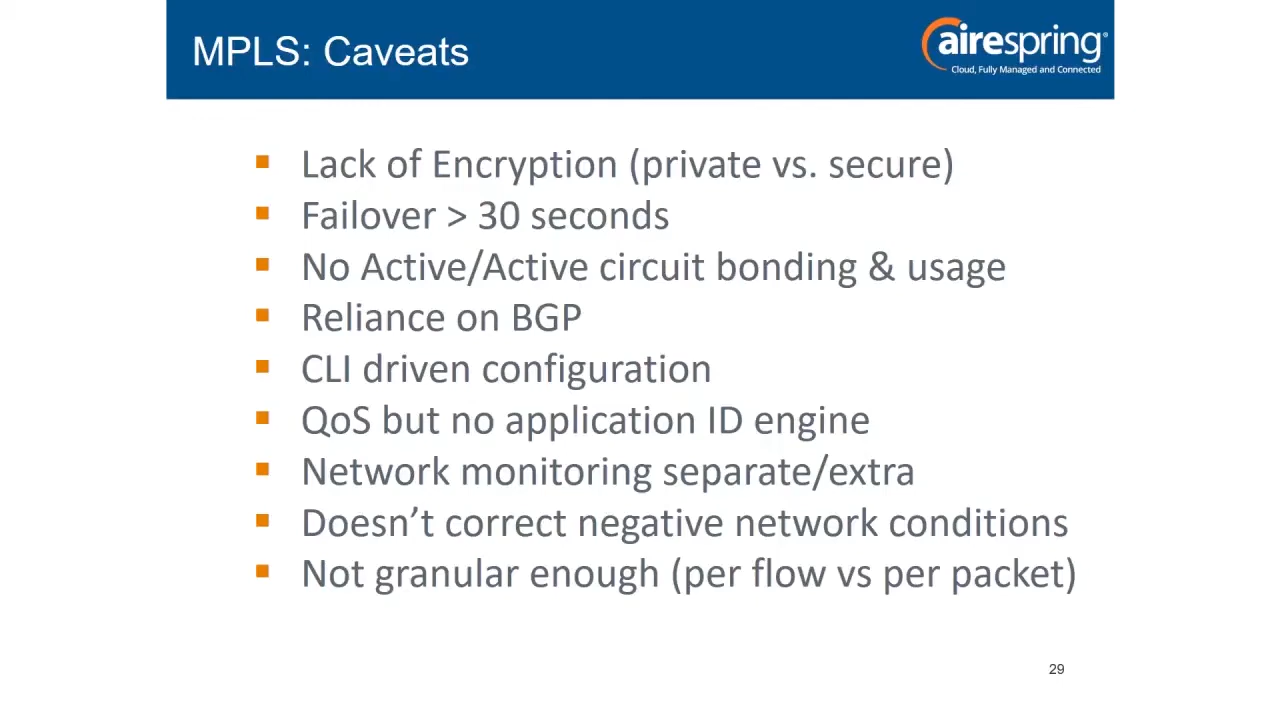 MPLS: Caveats
airespring®
Cloud, Fully Managed and Connected
▪ Lack of Encryption (private vs. secure)
▪ Failover > 30 seconds
▪ No Active/Active circuit bonding & usage
▪ Reliance on BGP
▪ CLI driven configuration
▪ QoS but no application ID engine
▪ Network monitoring separate/extra
▪ Doesn’t correct negative network conditions
▪ Not granular enough (per flow vs per packet)
29